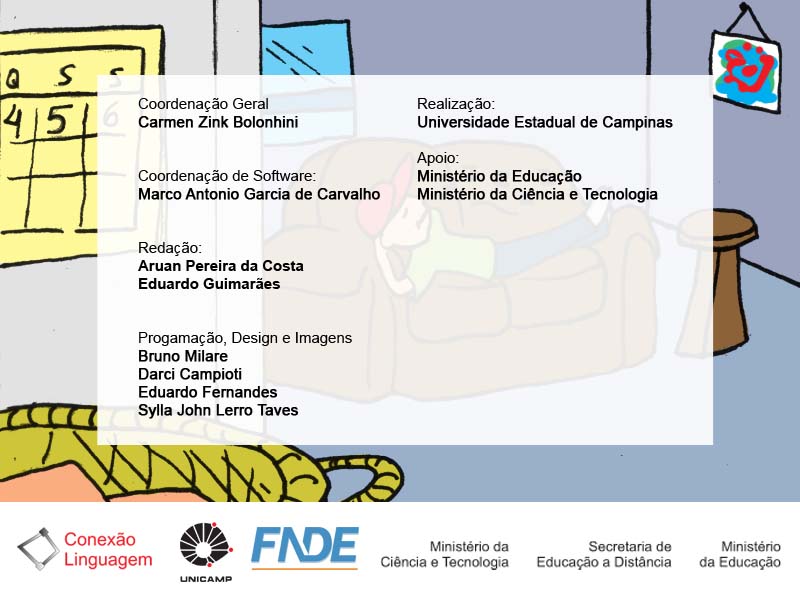 Q S S
4 5 6
Coordenação Geral
Carmen Zink Bolonhini
Coordenação de Software:
Marco Antonio Garcia de Carvalho
Redação:
Aruan Pereira da Costa
Eduardo Guimarães
Progamação, Design e Imagens
Bruno Milare
Darci Campioti
Eduardo Fernandes
Sylla John Lerro Taves
Realização:
Universidade Estadual de Campinas
Apoio:
Ministério da Educação
Ministério da Ciência e Tecnologia
Conexão
Linguagem
UNICAMP
FNDE
Ministério da
Ciência e Tecnologia
Secretaria de
Educação a Distância
Ministério
da Educação